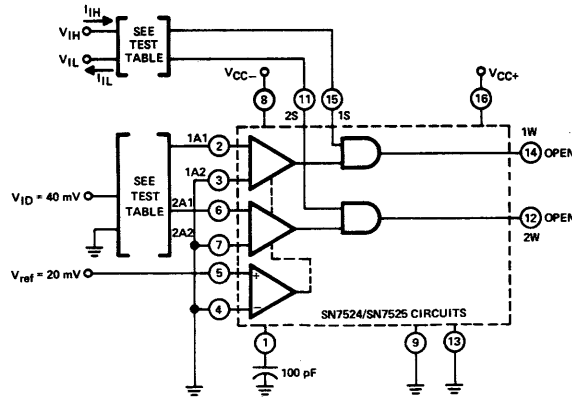 IIH
VIH
VIL
IIL
SEE
TEST
TABLE
VCC−
VCC+
8
11
15
16
2S
1S
1W
14
OPEN
12
OPEN
2W
1A1
2
1A2
3
2A1
6
2A2
7
SEE
TEST
TABLE
VID = 40 mV
Vref = 20 mV
5
+
4
−
SN7524/SN7525 CIRCUITS
1
9
13
100 pF